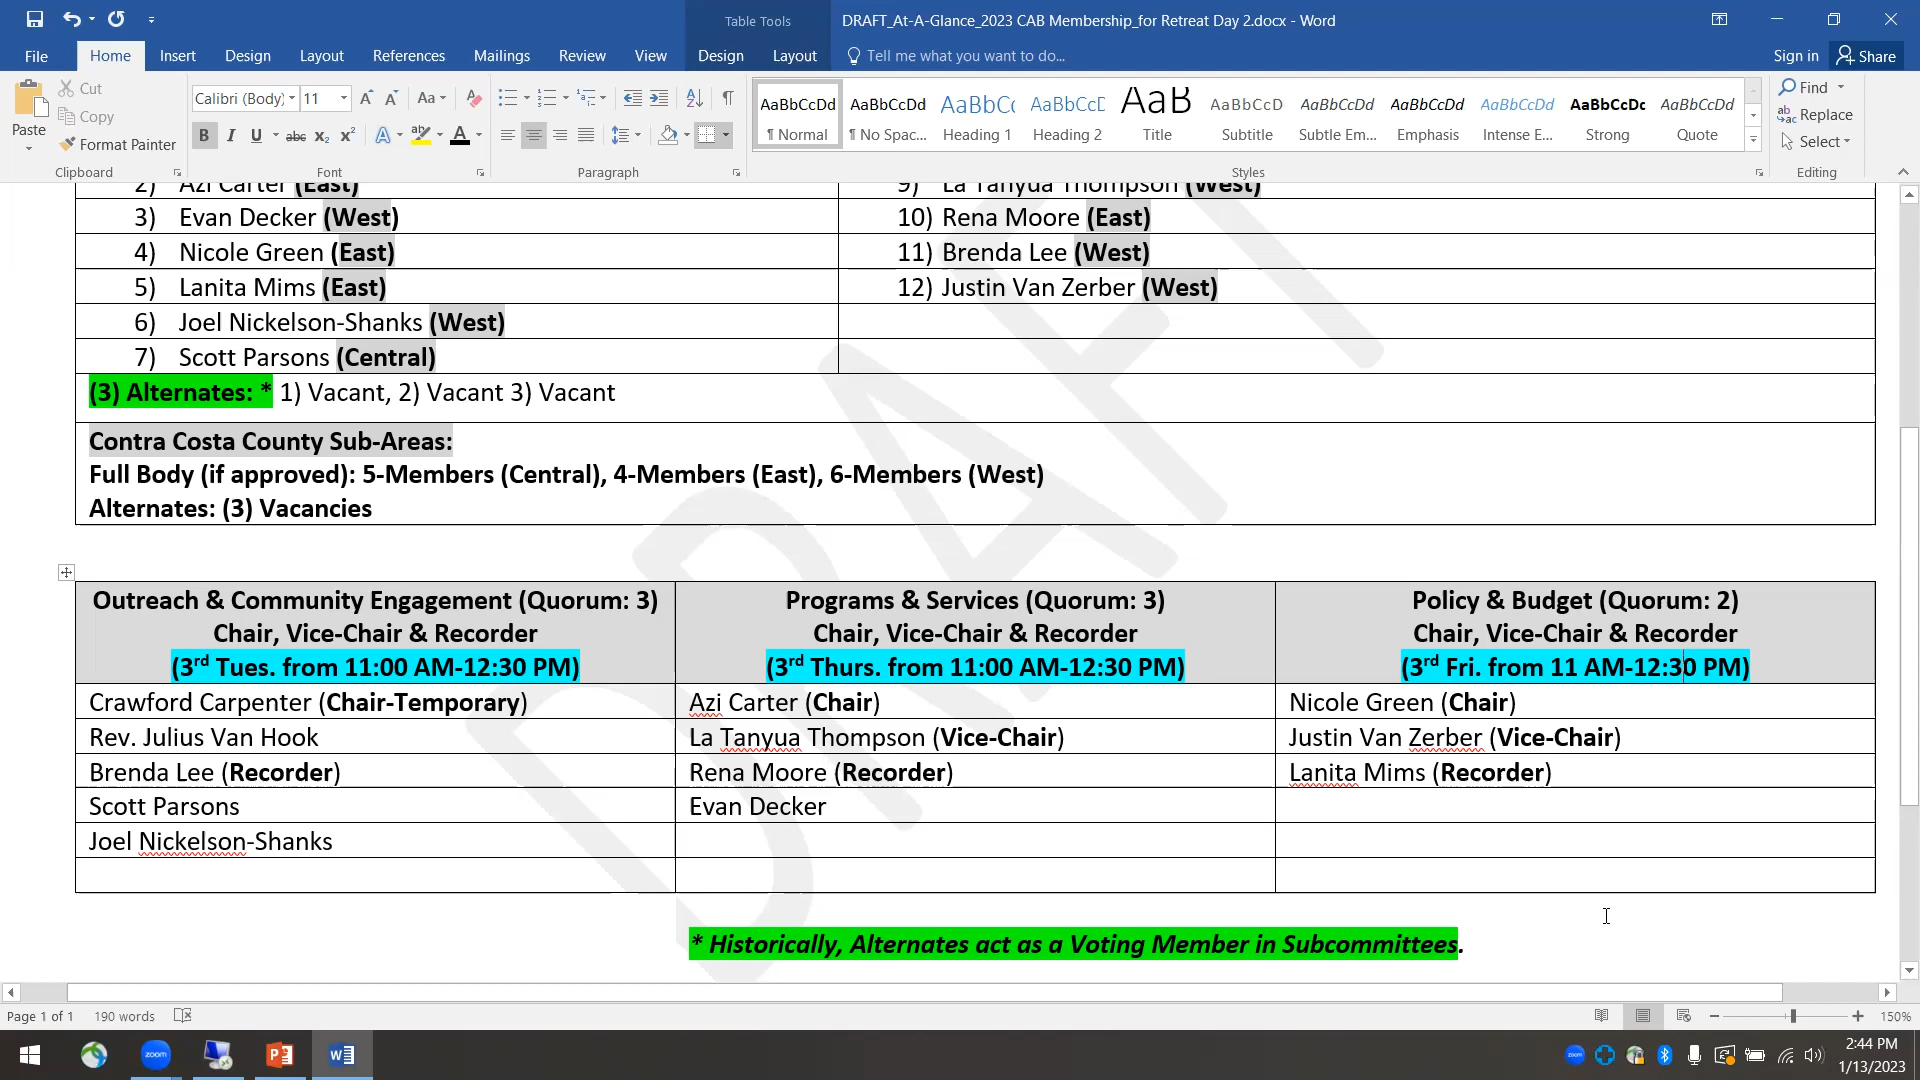 Table Tools
DRAFT_At-A-Glance_2023 CAB Membership_for Retreat Day 2.docx - Word
File Home Insert Design Layout References Mailings Review View Design Layout Tell me what you want to do... Sign in Share
Paste
Cut
Copy
Format Painter
Clipboard
Calibri (Body) 11
Font
Paragraph
AaBbCcDd AaBbCcDd AaBbCc AaBbCcD AaB AaBbCcD AaBbCcDd AaBbCcDd AaBbCcDd AaBbCcDc AaBbCcDd
¶ Normal ¶ No Spac... Heading 1 Heading 2 Title Subtitle Subtle Em... Emphasis Intense E... Strong Quote
Styles
Find
Replace
Select
Editing
2) Azi Carter (East)
9) La Tanyua Thompson (West)
3) Evan Decker (West)
10) Rena Moore (East)
4) Nicole Green (East)
11) Brenda Lee (West)
5) Lanita Mims (East)
12) Justin Van Zerber (West)
6) Joel Nickelson-Shanks (West)
7) Scott Parsons (Central)
(3) Alternates: * 1) Vacant, 2) Vacant 3) Vacant
Contra Costa County Sub-Areas:
Full Body (if approved): 5-Members (Central), 4-Members (East), 6-Members (West)
Alternates: (3) Vacancies
DRAFT
Outreach & Community Engagement (Quorum: 3)
Chair, Vice-Chair & Recorder
(3rd Tues. from 11:00 AM-12:30 PM)
Programs & Services (Quorum: 3)
Chair, Vice-Chair & Recorder
(3rd Thurs. from 11:00 AM-12:30 PM)
Policy & Budget (Quorum: 2)
Chair, Vice-Chair & Recorder
(3rd Fri. from 11 AM-12:30 PM)
Crawford Carpenter (Chair-Temporary)
Azi Carter (Chair)
Nicole Green (Chair)
Rev. Julius Van Hook
La Tanyua Thompson (Vice-Chair)
Justin Van Zerber (Vice-Chair)
Brenda Lee (Recorder)
Rena Moore (Recorder)
Lanita Mims (Recorder)
Scott Parsons
Evan Decker
Joel Nickelson-Shanks
* Historically, Alternates act as a Voting Member in Subcommittees.
Page 1 of 1 190 words
150%
zoom
2:44 PM
1/13/2023